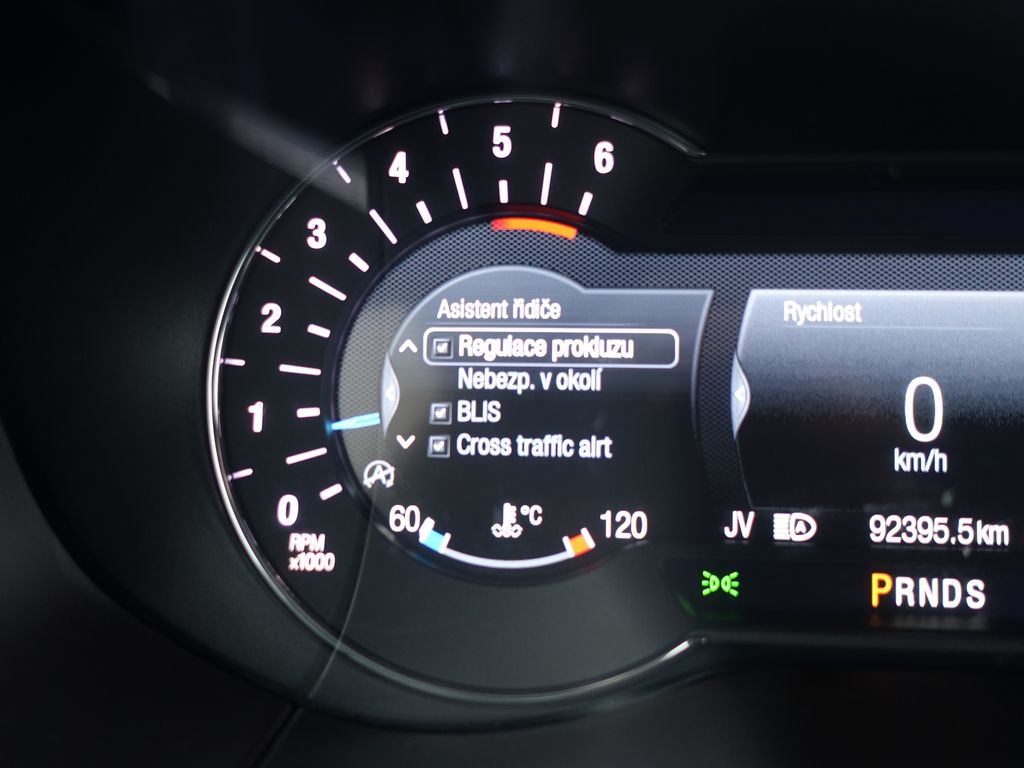 6
5
4
3
2
1
0
RPM
x1000
Asistent řidiče
Regulace prokluzu
Nebezp. v okolí
BLIS
Cross traffic alrt
A
60 °C 120
Rychlost
0
km/h
JV A 92395.5 km
PRNDS